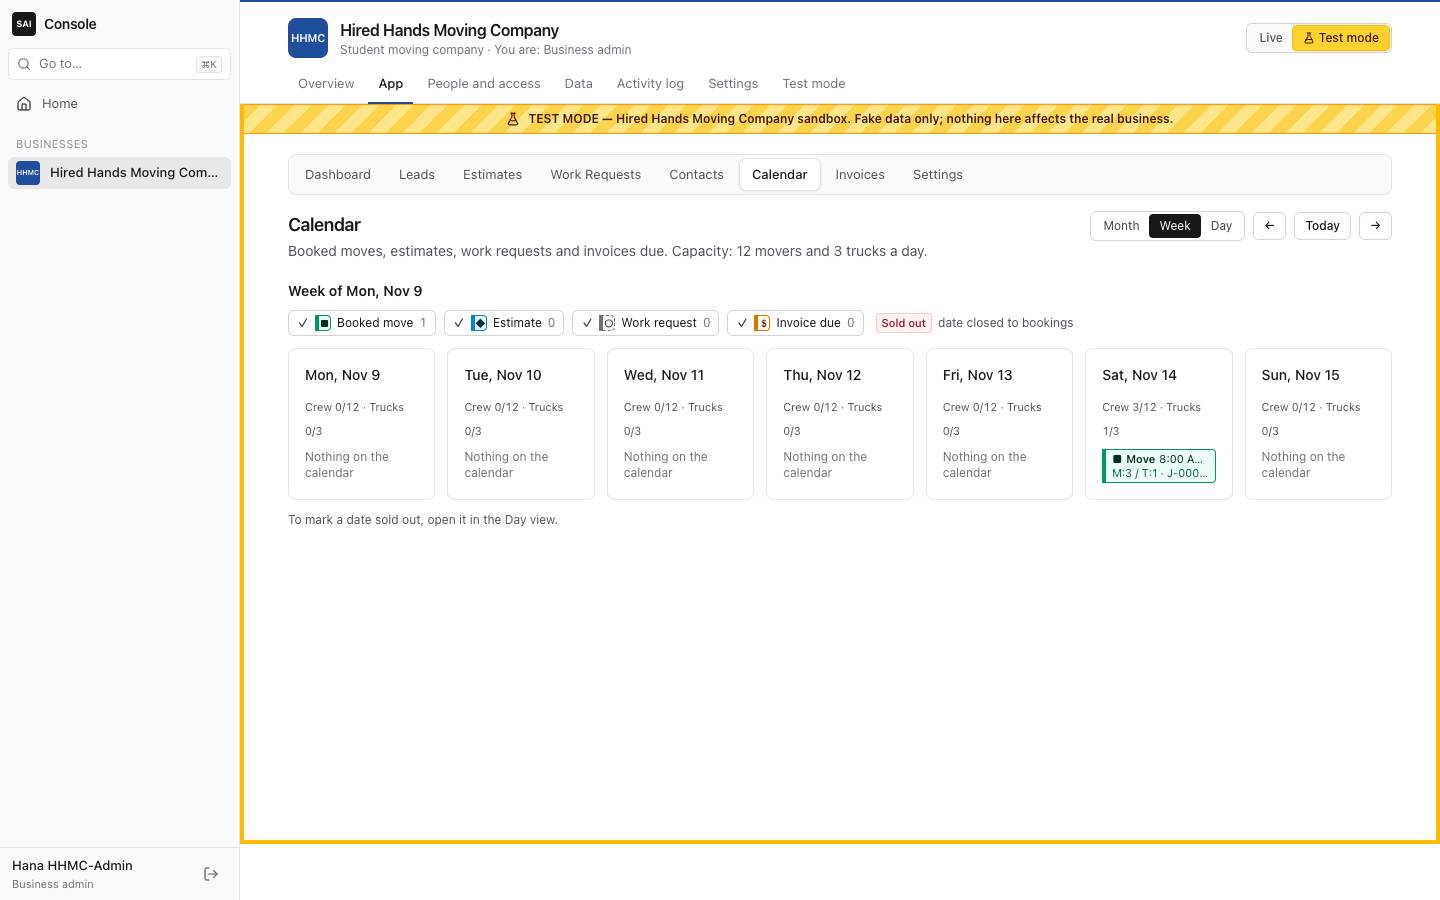 SAI Console
Go to... ⌘K
Home
BUSINESSES
HHMC Hired Hands Moving Com...
Hana HHMC-Admin
Business admin
HHMC
Hired Hands Moving Company
Student moving company · You are: Business admin
Live Test mode
Overview App People and access Data Activity log Settings Test mode
TEST MODE — Hired Hands Moving Company sandbox. Fake data only; nothing here affects the real business.
Dashboard Leads Estimates Work Requests Contacts Calendar Invoices Settings
Calendar
Month Week Day ← Today →
Booked moves, estimates, work requests and invoices due. Capacity: 12 movers and 3 trucks a day.
Week of Mon, Nov 9
✓ Booked move 1 ✓ Estimate 0 ✓ Work request 0 ✓ $ Invoice due 0 Sold out date closed to bookings
Mon, Nov 9
Crew 0/12 · Trucks
0/3
Nothing on the
calendar
Tue, Nov 10
Crew 0/12 · Trucks
0/3
Nothing on the
calendar
Wed, Nov 11
Crew 0/12 · Trucks
0/3
Nothing on the
calendar
Thu, Nov 12
Crew 0/12 · Trucks
0/3
Nothing on the
calendar
Fri, Nov 13
Crew 0/12 · Trucks
0/3
Nothing on the
calendar
Sat, Nov 14
Crew 3/12 · Trucks
1/3
Move 8:00 A...
M:3 / T:1 · J-000...
Sun, Nov 15
Crew 0/12 · Trucks
0/3
Nothing on the
calendar
To mark a date sold out, open it in the Day view.